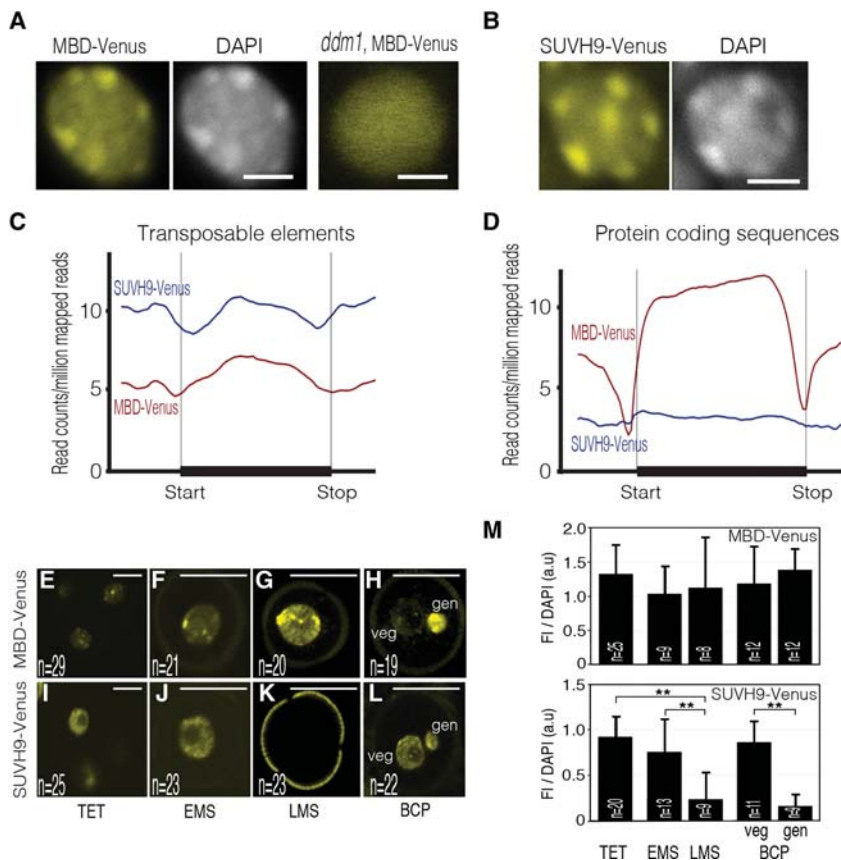 A
MBD-Venus
DAPI
ddm1, MBD-Venus
B
SUVH9-Venus
DAPI
C
Transposable elements
Read counts/million mapped reads
10
5
0
SUVH9-Venus
MBD-Venus
Start
Stop
D
Protein coding sequences
Read counts/million mapped reads
10
5
0
MBD-Venus
SUVH9-Venus
Start
Stop
MBD-Venus
E
n=29
F
n=21
G
n=20
H
veg
gen
n=19
SUVH9-Venus
I
n=25
J
n=23
K
n=23
L
veg
gen
n=22
TET
EMS
LMS
BCP
M
MBD-Venus
FI / DAPI (a.u)
2.0
1.5
1
0.5
0
n=25
n=9
n=8
n=12
n=12
SUVH9-Venus
FI / DAPI (a.u)
1.0
0.5
0
**
**
**
n=20
n=13
n=9
n=11
veg
gen
TET
EMS
LMS
BCP